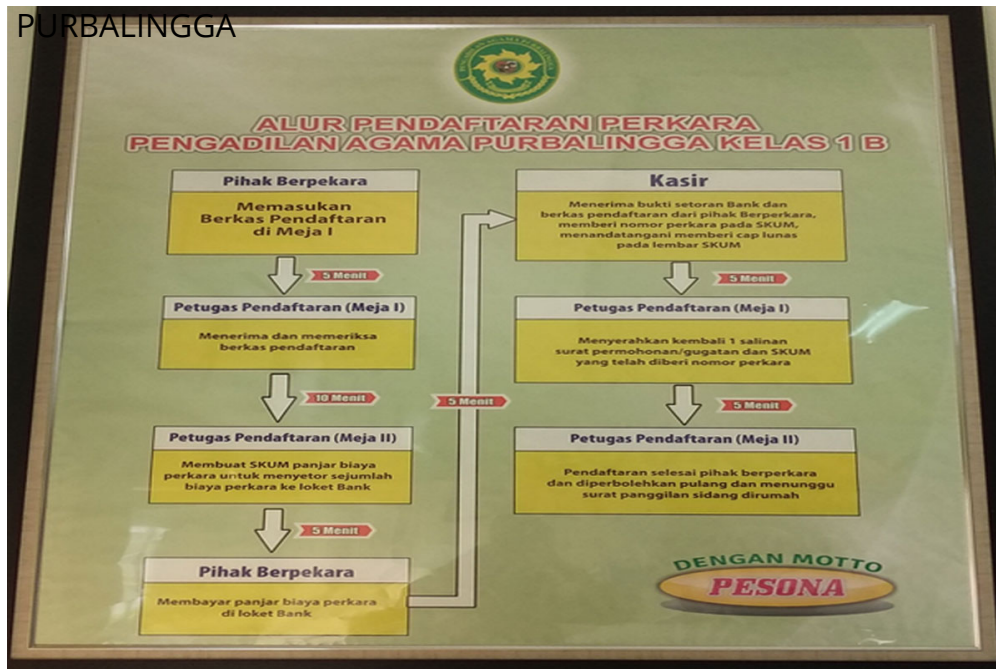 PURBALINGGA
ALUR PENDAFTARAN PERKARA
PENGADILAN AGAMA PURBALINGGA KELAS 1 B
Pihak Berpekara
Memasukan
Berkas Pendaftaran
di Meja I
5 Menit
Petugas Pendaftaran (Meja I)
Menerima dan memeriksa
berkas pendaftaran
10 Menit
Petugas Pendaftaran (Meja II)
Membuat SKUM panjar biaya
perkara untuk menyetor sejumlah
biaya perkara ke loket Bank
5 Menit
Pihak Berpekara
Membayar panjar biaya perkara
di loket Bank
5 Menit
Kasir
Menerima bukti setoran Bank dan
berkas pendaftaran dari pihak Berperkara,
memberi nomor perkara pada SKUM,
menandatangani memberi cap lunas
pada lembar SKUM
5 Menit
Petugas Pendaftaran (Meja I)
Menyerahkan kembali 1 salinan
surat permohonan/gugatan dan SKUM
yang telah diberi nomor perkara
5 Menit
Petugas Pendaftaran (Meja II)
Pendaftaran selesai pihak berperkara
dan diperbolehkan pulang dan menunggu
surat panggilan sidang dirumah
DENGAN MOTTO
PESONA